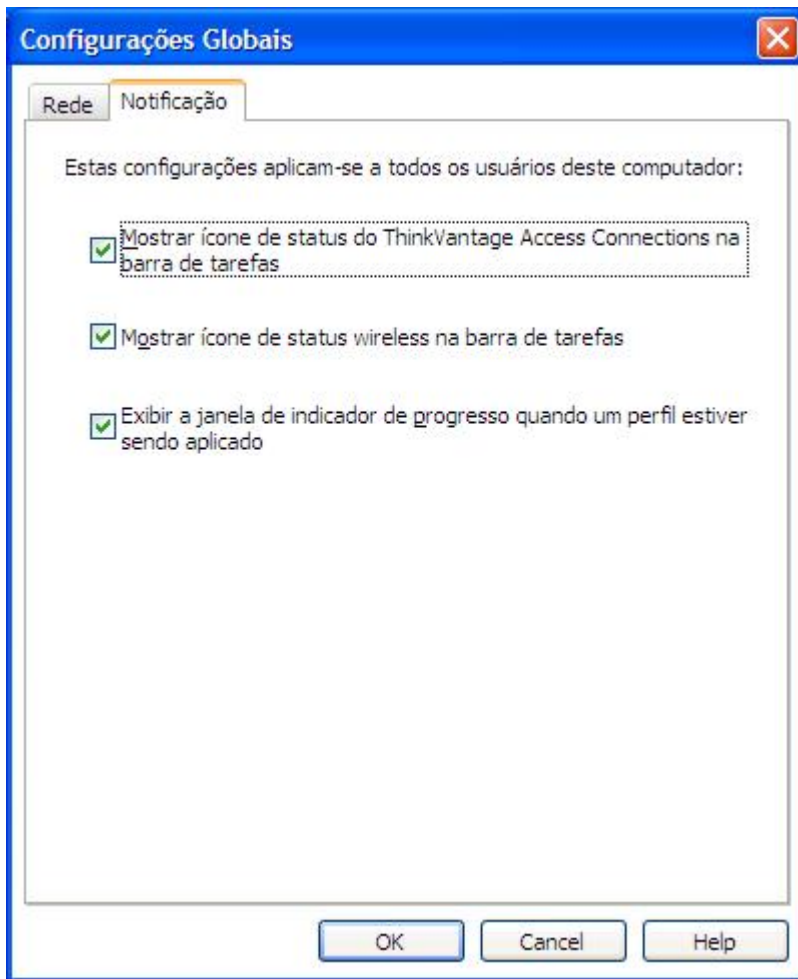 Configurações Globais
Rede
Notificação
Estas configurações aplicam-se a todos os usuários deste computador:
Mostrar ícone de status do ThinkVantage Access Connections na
barra de tarefas
Mostrar ícone de status wireless na barra de tarefas
Exibir a janela de indicador de progresso quando um perfil estiver
sendo aplicado
OK
Cancel
Help